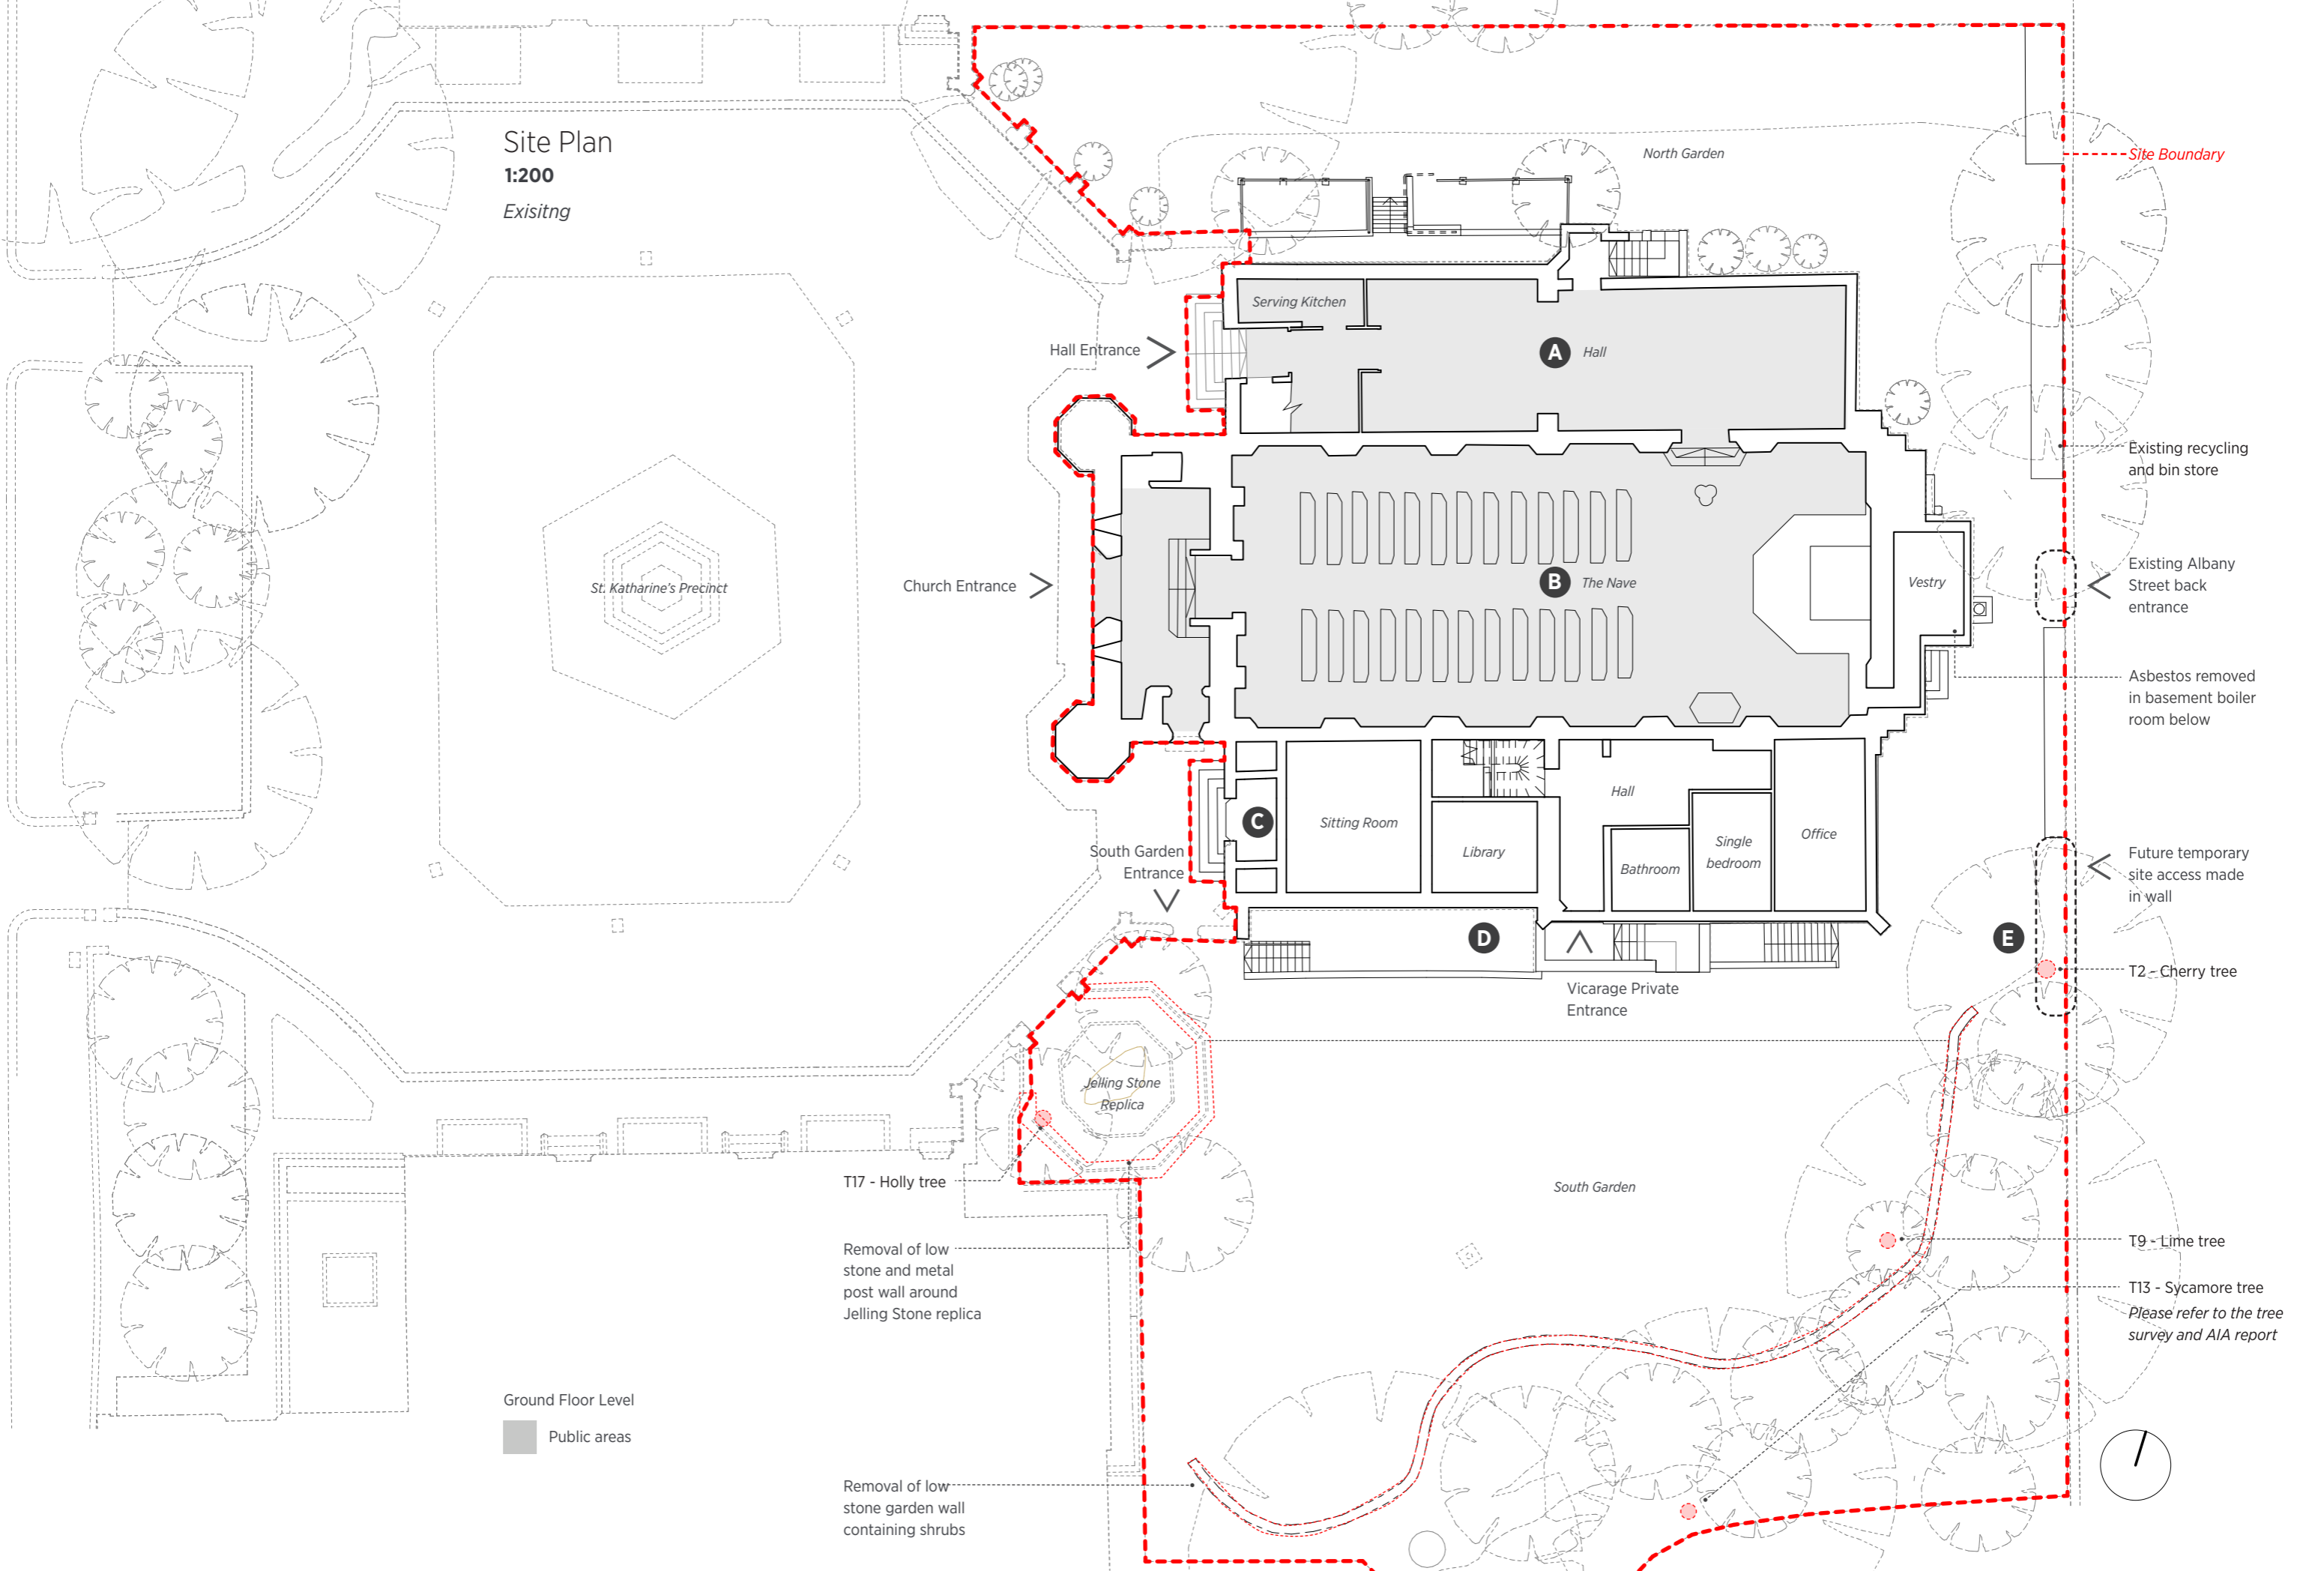 Site Plan
1:200
Exisitng
North Garden
Site Boundary
Serving Kitchen
Hall Entrance
A
Hall
Existing recycling
and bin store
St. Katharine's Precinct
Church Entrance
B
The Nave
Vestry
Existing Albany
Street back
entrance
Asbestos removed
in basement boiler
room below
C
Sitting Room
Library
Hall
Bathroom
Single
bedroom
Office
South Garden
Entrance
Future temporary
site access made
in wall
D
E
Vicarage Private
Entrance
T2 - Cherry tree
Jelling Stone
Replica
T17 - Holly tree
South Garden
Removal of low
stone and metal
post wall around
Jelling Stone replica
T9 - Lime tree
T13 - Sycamore tree
Please refer to the tree
survey and AIA report
Ground Floor Level
Public areas
Removal of low
stone garden wall
containing shrubs